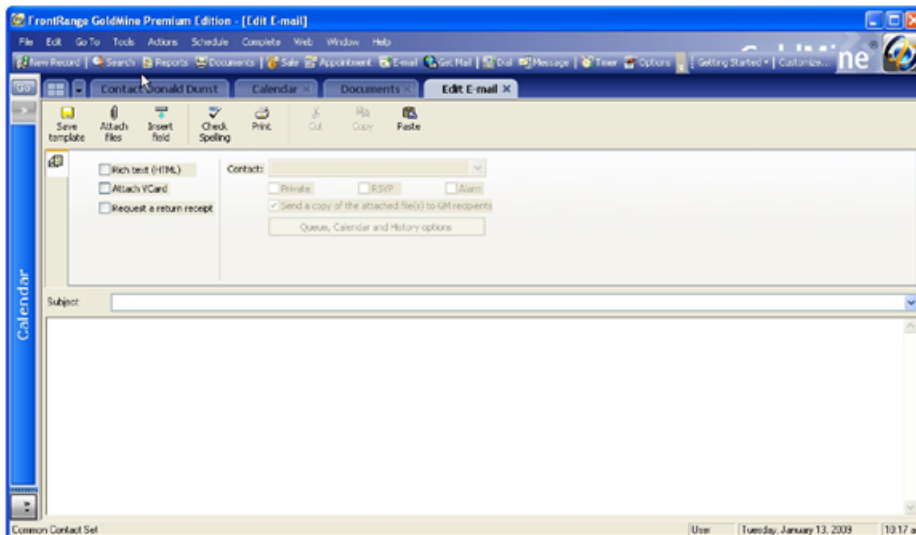 FrontRange GoldMine Premium Edition - [Edit E-mail]
File Edit Go To Tools Actions Schedule Complete Web Window Help
New Record Search Reports Documents Sale Appointment E-mail Get Mail Dial Message Timer Options Getting Started Customize... GoldMine
Go Contact Donald Dunst Calendar Documents Edit E-mail
Save template Attach files Insert field Check Spelling Print Cut Copy Paste
Rich text (HTML) Contact:
Attach VCard Private RSVP Alarm
Request a return receipt Send a copy of the attached file(s) to GM recipients
Queue, Calendar and History options
Calendar
Subject:
Common Contact Set User Tuesday, January 13, 2009 10:17 a